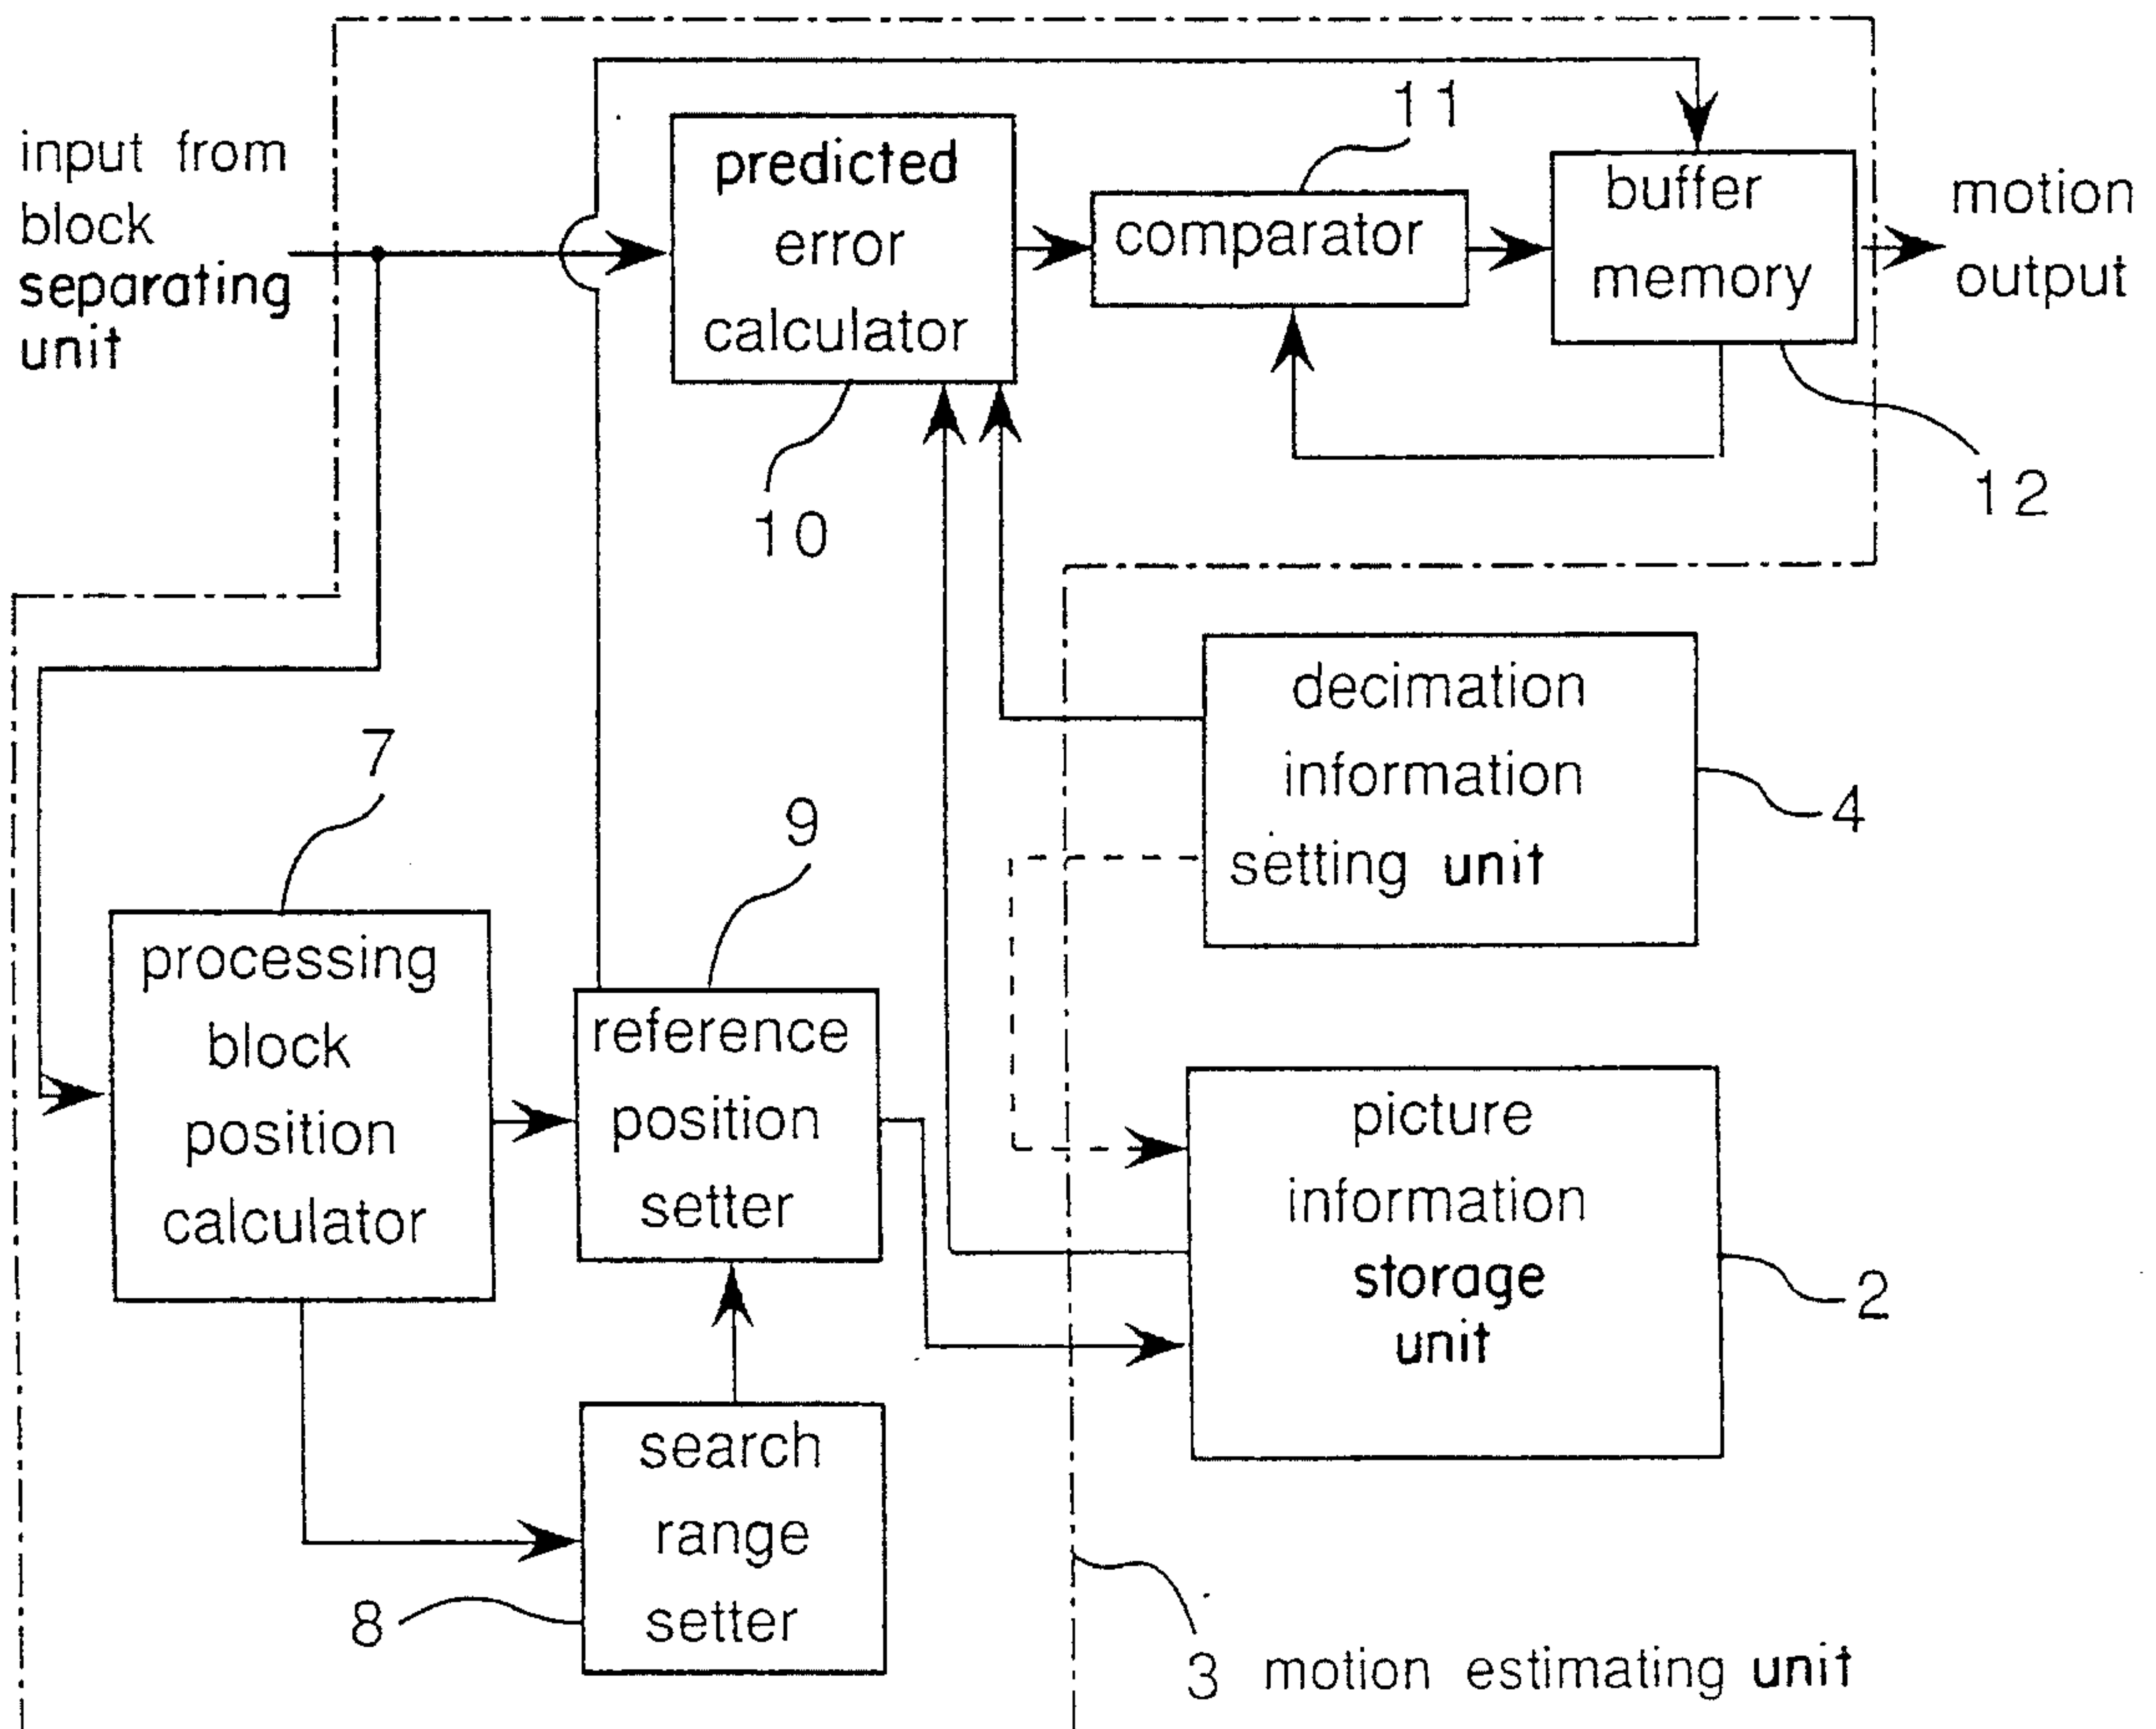 input from
block
separating
unit
predicted
error
calculator
10
11
comparator
buffer
memory
12
motion
output
decimation
information
setting unit
4
7
processing
block
position
calculator
9
reference
position
setter
picture
information
storage
unit
2
search
range
setter
8
3 motion estimating unit